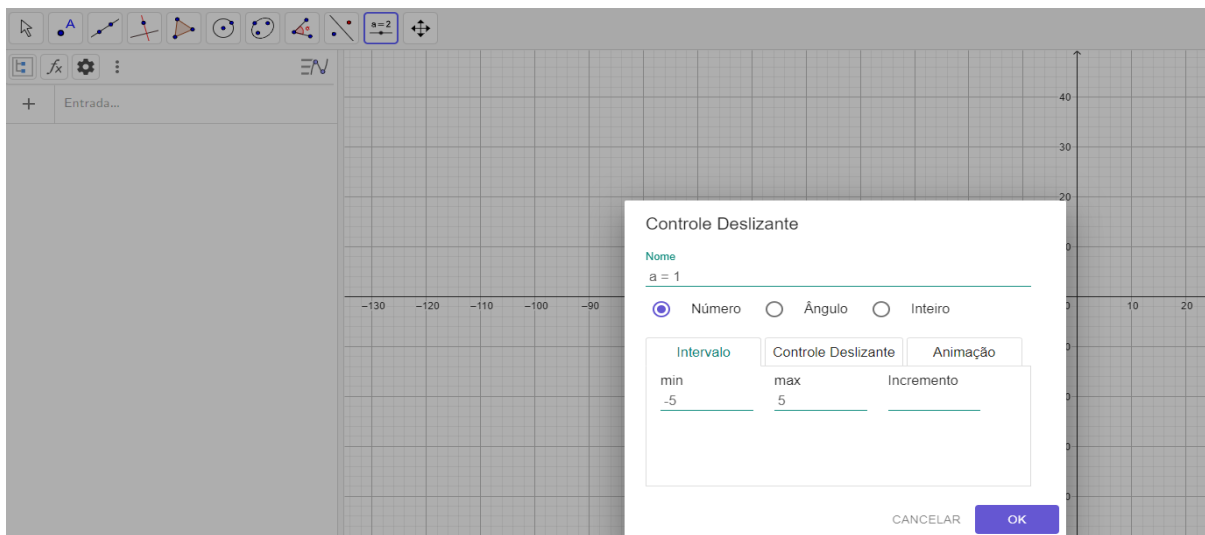 a=2
fx
+ Entrada...
40
30
20
Controle Deslizante
Nome
a = 1
−130 −120 −110 −100 −90 10 20
Número Ângulo Inteiro
Intervalo Controle Deslizante Animação
min max Incremento
-5 5
CANCELAR OK